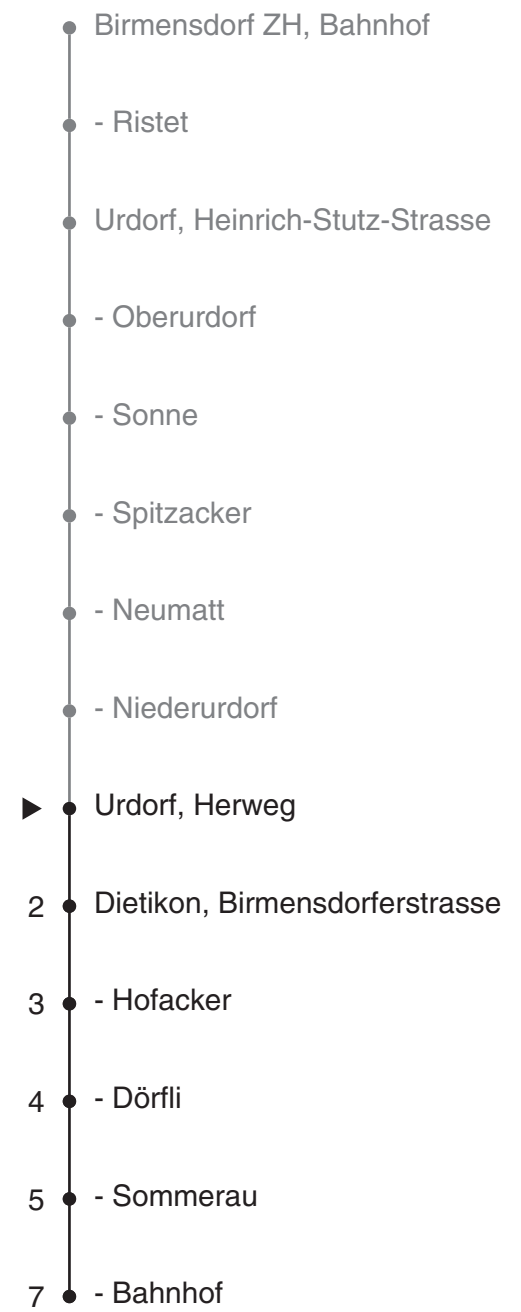 Birmensdorf ZH, Bahnhof
- Ristet
Urdorf, Heinrich-Stutz-Strasse
- Oberurdorf
- Sonne
- Spitzacker
- Neumatt
- Niederurdorf
Urdorf, Herweg
2 Dietikon, Birmensdorferstrasse
3 - Hofacker
4 - Dörfli
5 - Sommerau
7 - Bahnhof